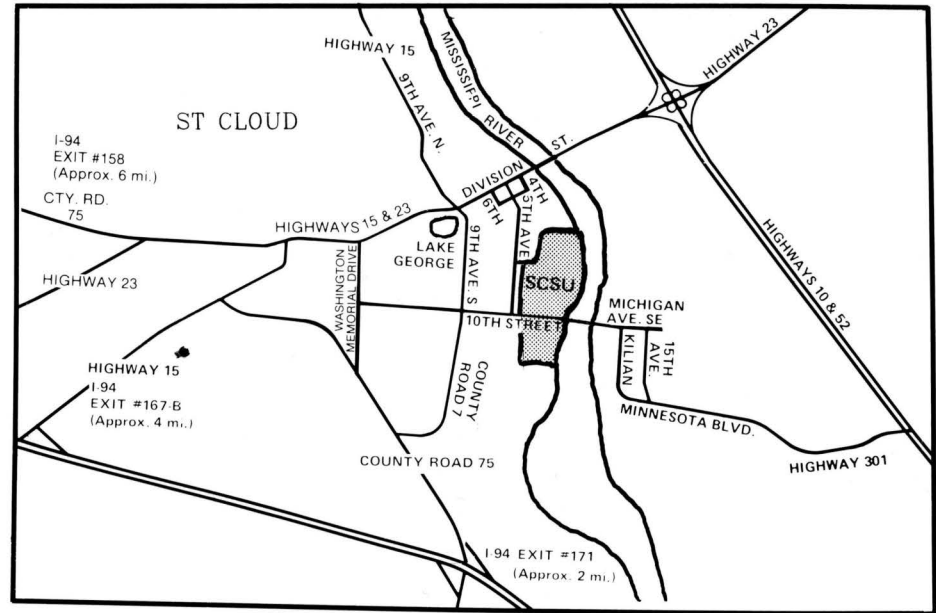 HIGHWAY 15
MISSISSIPPI
RIVER
HIGHWAY 23
9TH AVE. N.
ST CLOUD
I-94
EXIT #158
(Approx. 6 mi.)
CTY. RD.
75
DIVISION ST.
4TH
5TH AVE
6TH
HIGHWAYS 15 & 23
LAKE
GEORGE
9TH AVE. S
HIGHWAYS 10 & 52
HIGHWAY 23
WASHINGTON
MEMORIAL DRIVE
SCSU
MICHIGAN
AVE. SE
10TH STREET
KILIAN
15TH
AVE.
HIGHWAY 15
I-94
EXIT #167-B
(Approx. 4 mi.)
COUNTY
ROAD 7
MINNESOTA BLVD.
COUNTY ROAD 75
HIGHWAY 301
I-94 EXIT #171
(Approx. 2 mi.)